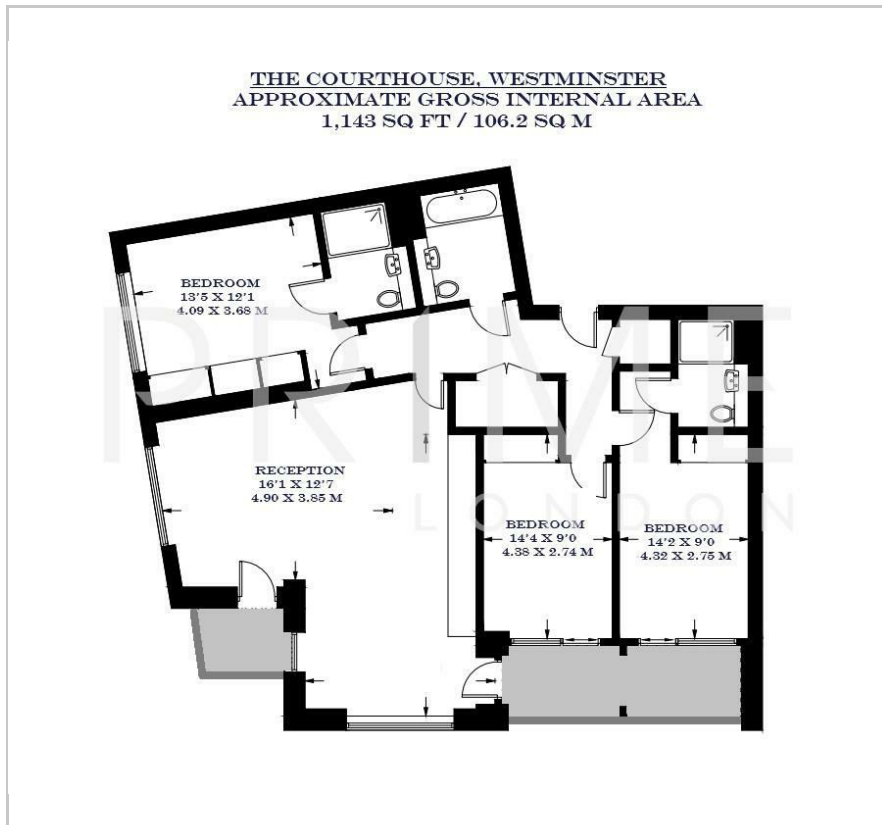 THE COURTHOUSE, WESTMINSTER
APPROXIMATE GROSS INTERNAL AREA
1,143 SQ FT / 106.2 SQ M
BEDROOM
13'5 X 12'1
4.09 X 3.68 M
PRIME
LONDON
RECEPTION
16'1 X 12'7
4.90 X 3.85 M
BEDROOM
14'4 X 9'0
4.38 X 2.74 M
BEDROOM
14'2 X 9'0
4.32 X 2.75 M